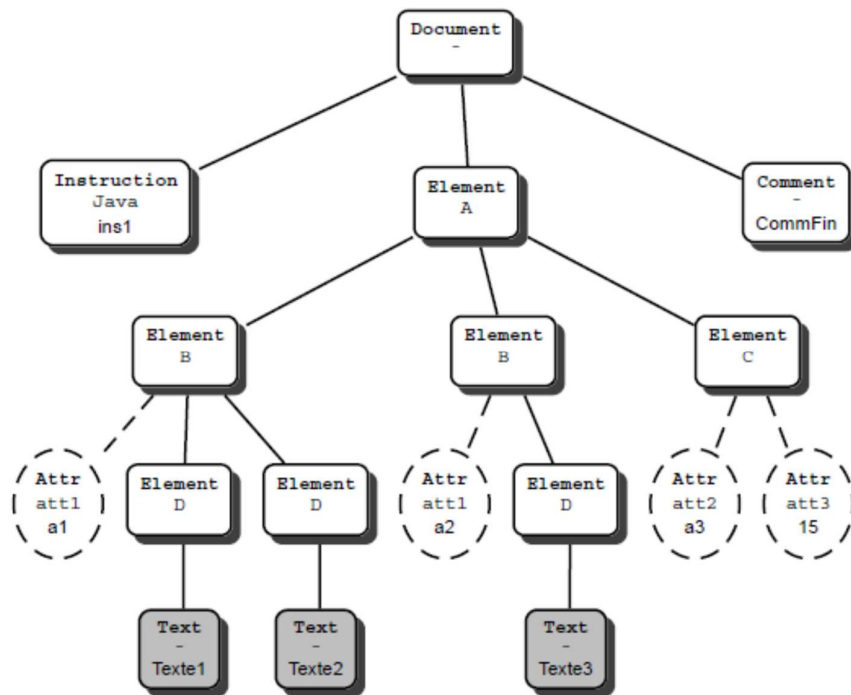 Document
-
Instruction
Java
ins1
Element
A
Comment
-
CommFin
Element
B
Element
B
Element
C
Attr
att1
a1
Element
D
Element
D
Attr
att1
a2
Element
D
Attr
att2
a3
Attr
att3
15
Text
-
Texte1
Text
-
Texte2
Text
-
Texte3